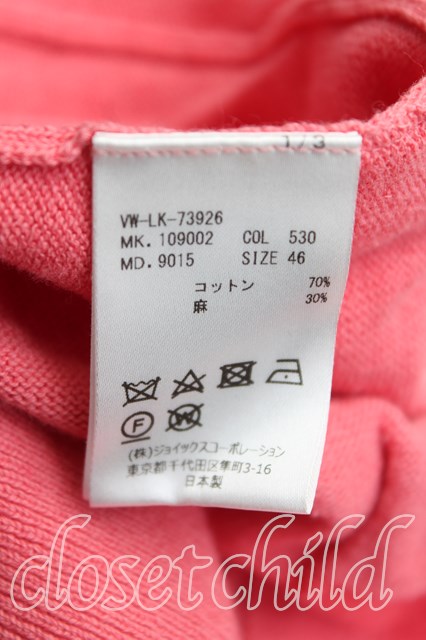 1/3
VW-LK-73926
MK. 109002 COL 530
MD. 9015 SIZE 46
コットン 70%
麻 30%
F W
(株)ジョイックスコーポレーション
東京都千代田区隼町3-16
日本製
closetchild